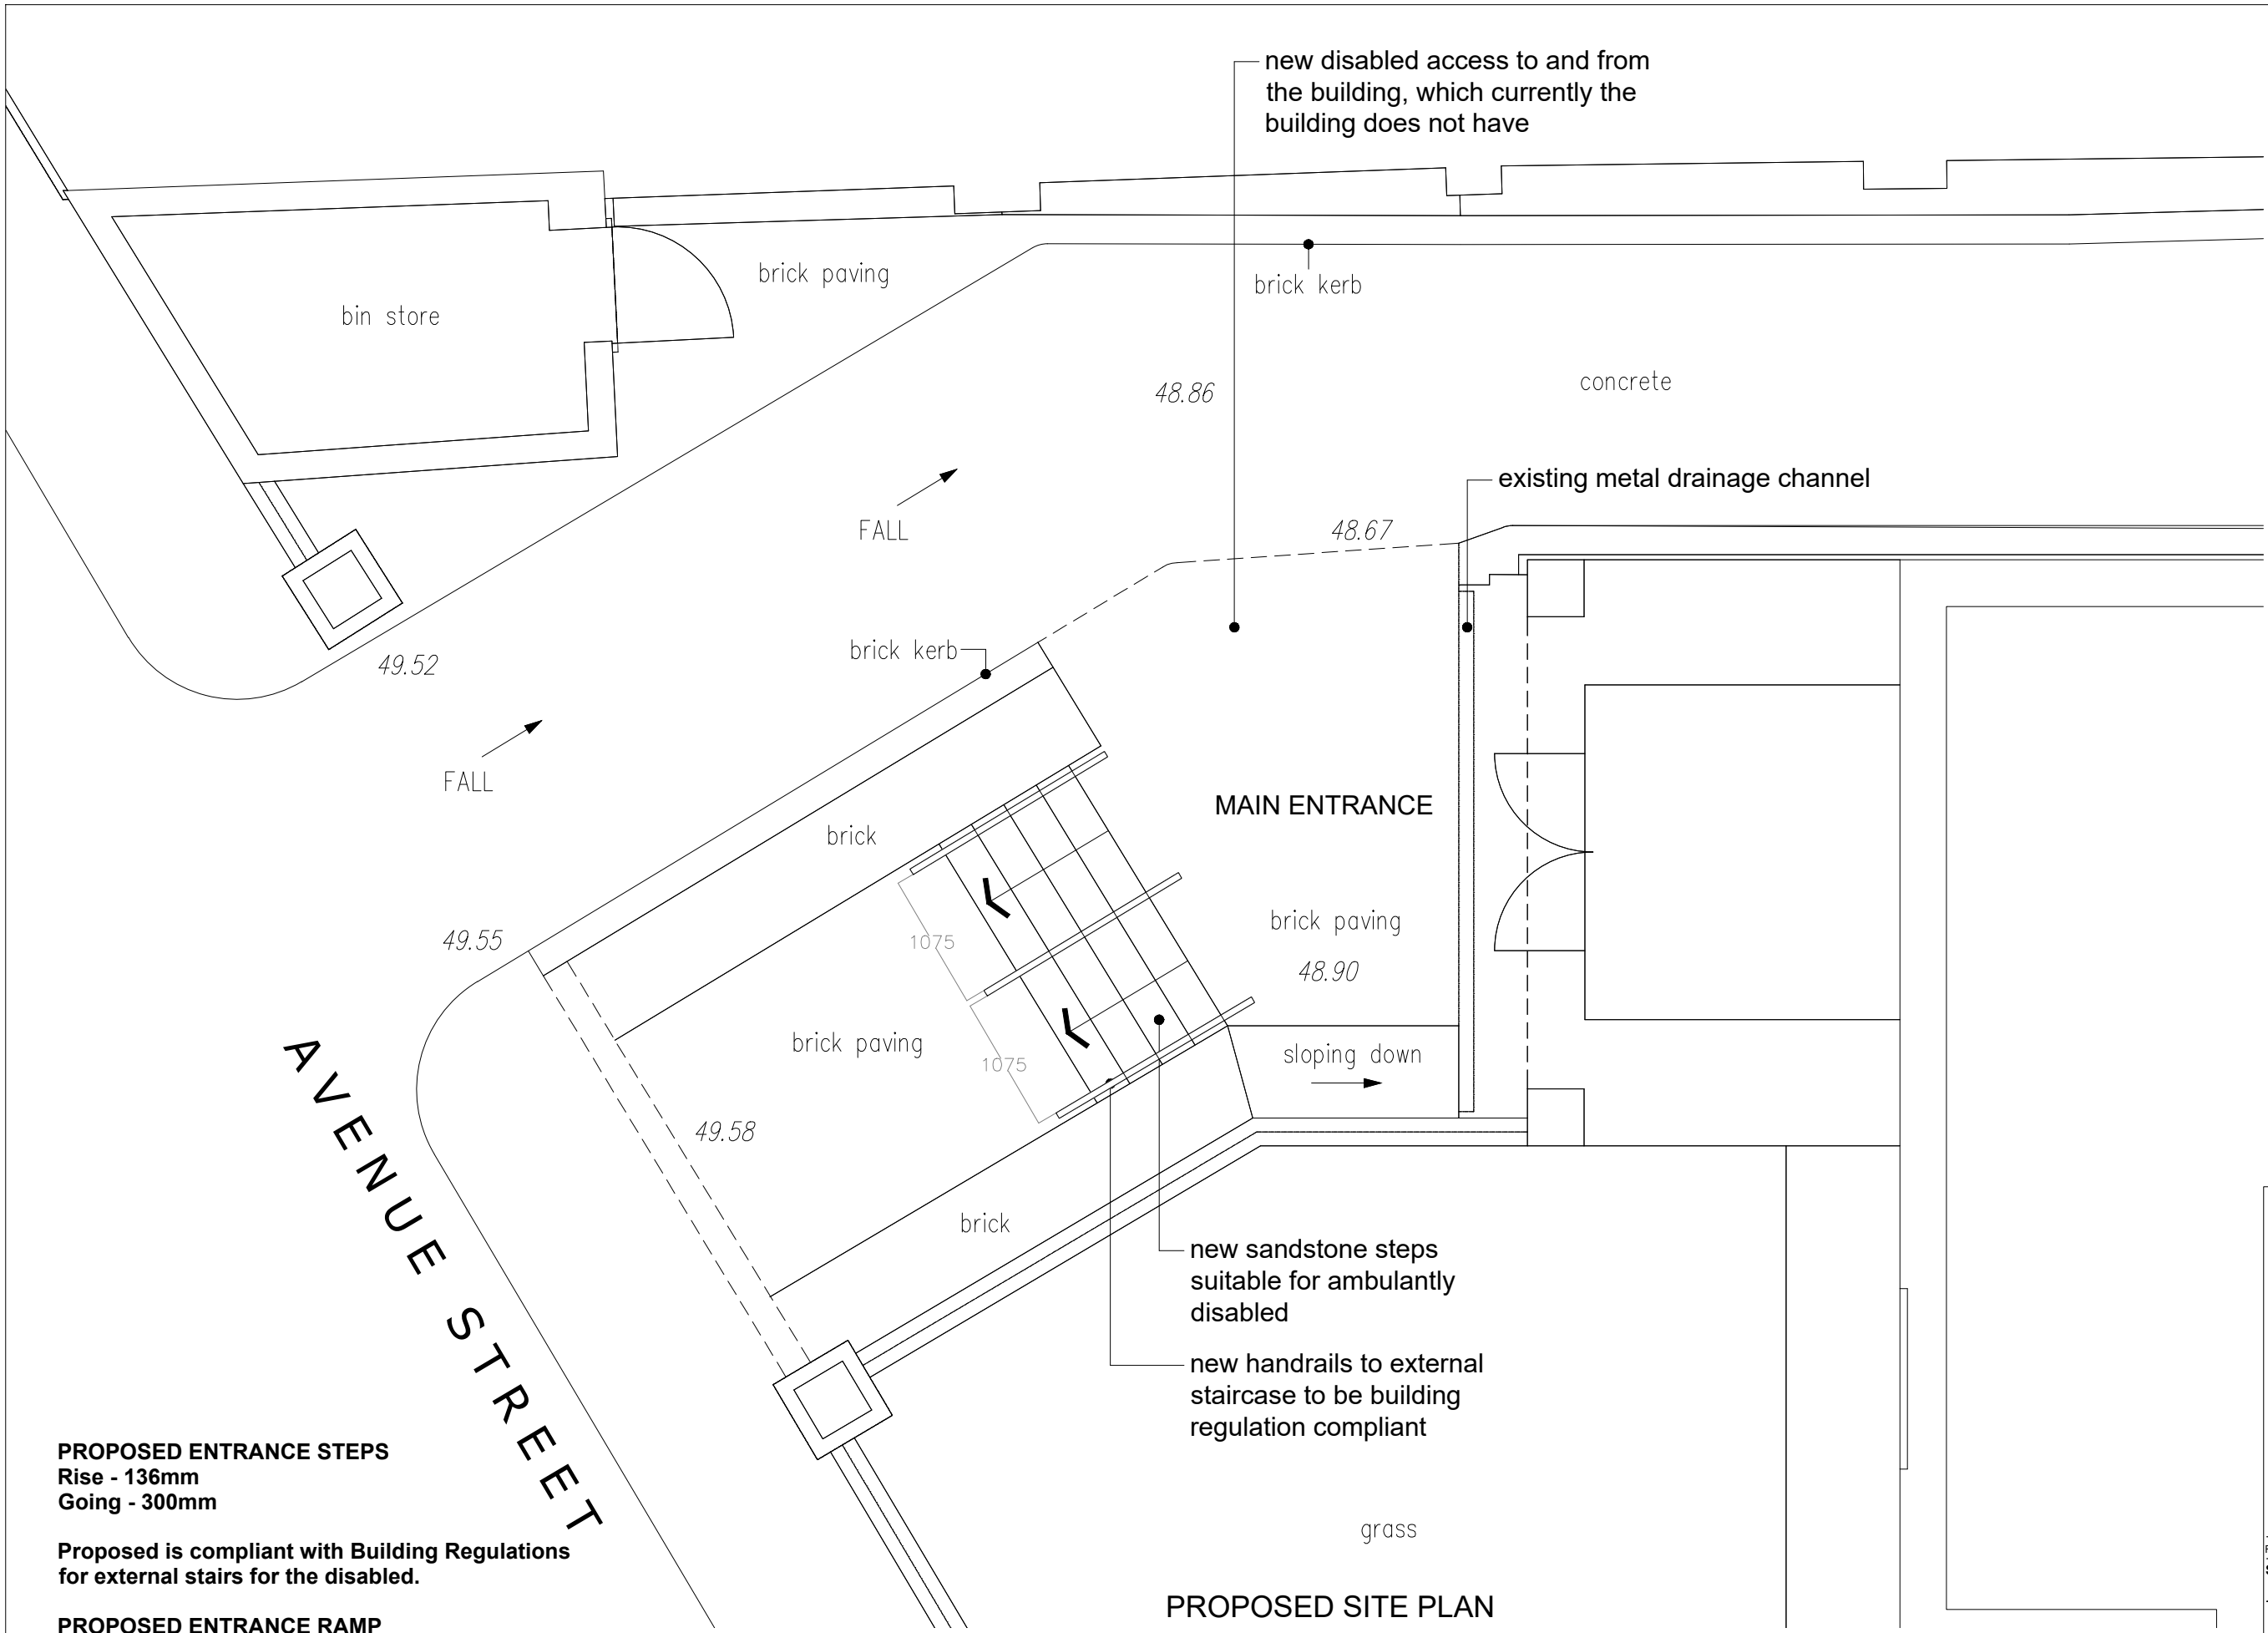 new disabled access to and from
the building, which currently the
building does not have
brick paving
brick kerb
bin store
concrete
48.86
existing metal drainage channel
FALL
48.67
brick kerb
49.52
FALL
MAIN ENTRANCE
brick
brick paving
1075
49.55
48.90
brick paving
sloping down
1075
49.58
AVENUE STREET
brick
new sandstone steps
suitable for ambulantly
disabled
new handrails to external
staircase to be building
regulation compliant
PROPOSED ENTRANCE STEPS
Rise - 136mm
Going - 300mm
grass
Proposed is compliant with Building Regulations
for external stairs for the disabled.
PROPOSED SITE PLAN
PROPOSED ENTRANCE RAMP